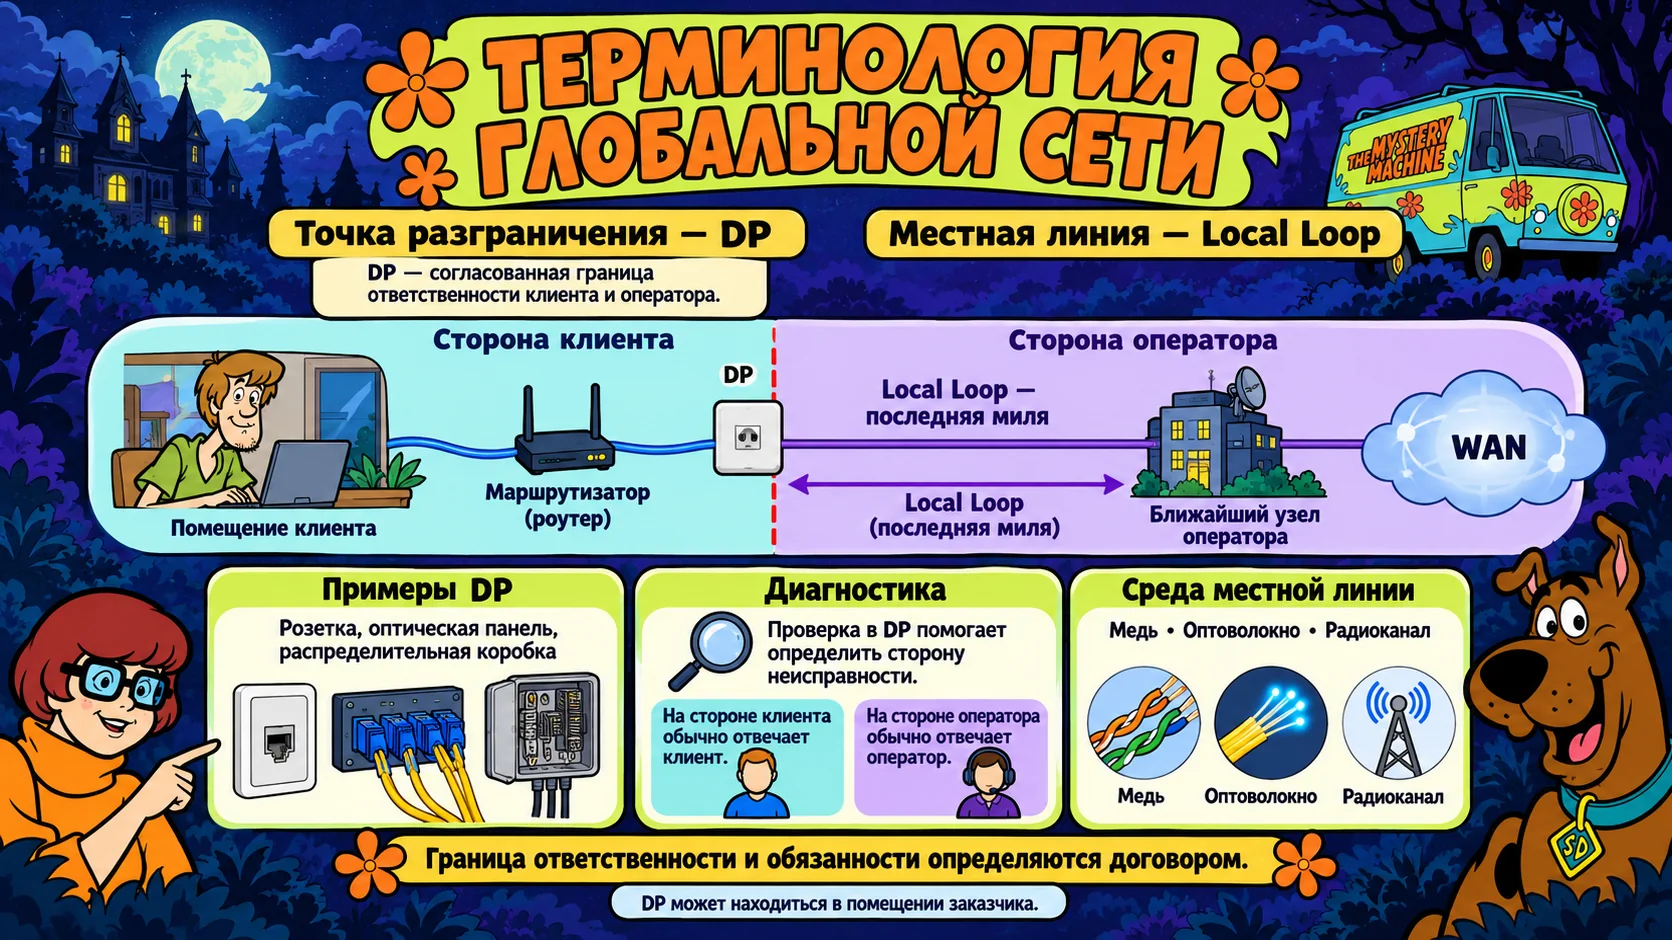 ТЕРМИНОЛОГИЯ
ГЛОБАЛЬНОЙ СЕТИ
THE MYSTERY
MACHINE
Точка разграничения — DP
Местная линия — Local Loop
DP — согласованная граница
ответственности клиента и оператора.
Сторона клиента
Сторона оператора
DP
Local Loop —
последняя миля
WAN
Маршрутизатор
(роутер)
Local Loop
(последняя миля)
Помещение клиента
Ближайший узел
оператора
Примеры DP
Розетка, оптическая панель,
распределительная коробка
Диагностика
Проверка в DP помогает
определить сторону
неисправности.
На стороне клиента
обычно отвечает
клиент.
На стороне оператора
обычно отвечает
оператор.
Среда местной линии
Медь • Оптоволокно • Радиоканал
Медь
Оптоволокно
Радиоканал
SD
Граница ответственности и обязанности определяются договором.
DP может находиться в помещении заказчика.